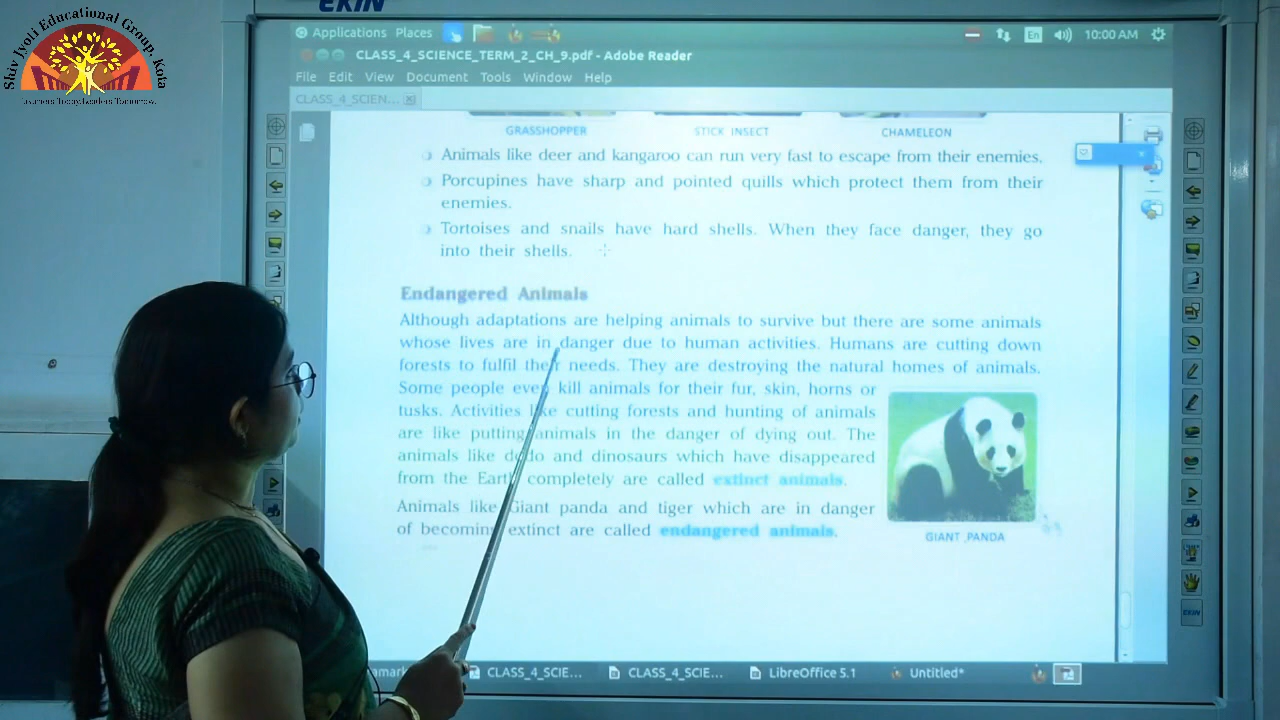 EKIN
Shiv Jyoti Educational Group, Kota
Learners Today, Leaders Tomorrow.
Applications Places En 10:00 AM
CLASS_4_SCIENCE_TERM_2_CH_9.pdf - Adobe Reader
File Edit View Document Tools Window Help
CLASS_4_SCIEN...
GRASSHOPPER STICK INSECT CHAMELEON
Animals like deer and kangaroo can run very fast to escape from their enemies.
Porcupines have sharp and pointed quills which protect them from their
enemies.
Tortoises and snails have hard shells. When they face danger, they go
into their shells.
Endangered Animals
Although adaptations are helping animals to survive but there are some animals
whose lives are in danger due to human activities. Humans are cutting down
forests to fulfil their needs. They are destroying the natural homes of animals.
Some people even kill animals for their fur, skin, horns or
tusks. Activities like cutting forests and hunting of animals
are like putting animals in the danger of dying out. The
animals like dodo and dinosaurs which have disappeared
from the Earth completely are called extinct animals.
Animals like Giant panda and tiger which are in danger
of becoming extinct are called endangered animals.
GIANT PANDA
CLASS_4_SCIE... CLASS_4_SCIE... LibreOffice 5.1 Untitled*
EKIN